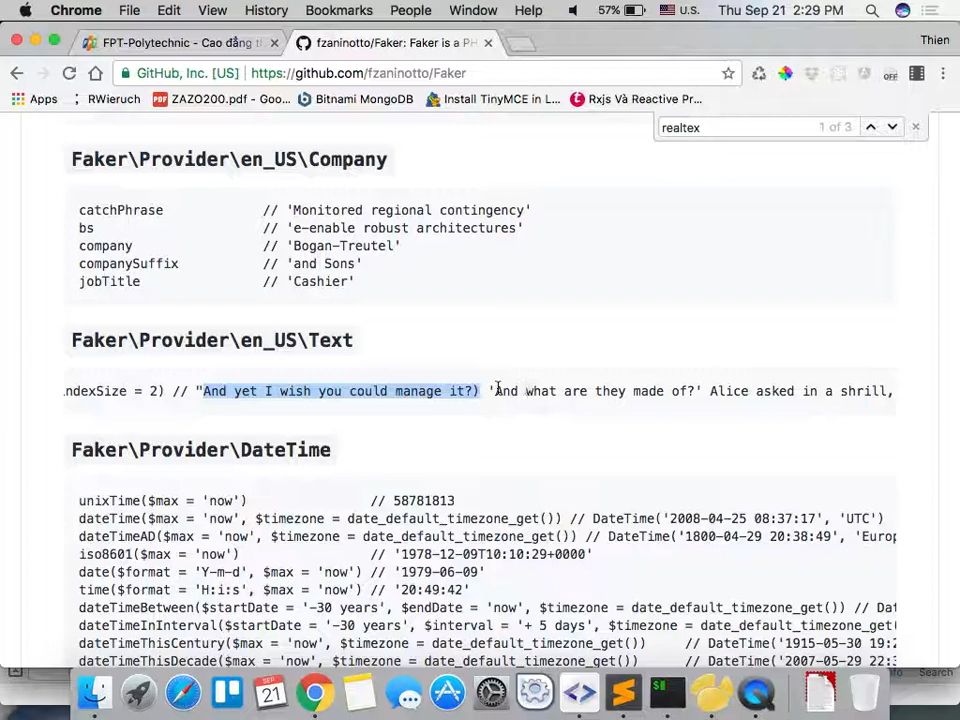 Chrome File Edit View History Bookmarks People Window Help 57% U.S. Thu Sep 21 2:29 PM
FPT-Polytechnic - Cao đẳng th
fzaninotto/Faker: Faker is a PH
Thien
GitHub, Inc. [US] https://github.com/fzaninotto/Faker
OFF
Apps RWieruch ZAZO200.pdf - Goo... Bitnami MongoDB Install TinyMCE in L... Rxjs Và Reactive Pr...
realtex 1 of 3
Faker\Provider\en_US\Company
catchPhrase // 'Monitored regional contingency'
bs // 'e-enable robust architectures'
company // 'Bogan-Treutel'
companySuffix // 'and Sons'
jobTitle // 'Cashier'
Faker\Provider\en_US\Text
indexSize = 2) // "And yet I wish you could manage it?) 'And what are they made of?' Alice asked in a shrill,
Faker\Provider\DateTime
unixTime($max = 'now') // 58781813
dateTime($max = 'now', $timezone = date_default_timezone_get()) // DateTime('2008-04-25 08:37:17', 'UTC')
dateTimeAD($max = 'now', $timezone = date_default_timezone_get()) // DateTime('1800-04-29 20:38:49', 'Europ
iso8601($max = 'now') // '1978-12-09T10:10:29+0000'
date($format = 'Y-m-d', $max = 'now') // '1979-06-09'
time($format = 'H:i:s', $max = 'now') // '20:49:42'
dateTimeBetween($startDate = '-30 years', $endDate = 'now', $timezone = date_default_timezone_get()) // Dat
dateTimeInInterval($startDate = '-30 years', $interval = '+ 5 days', $timezone = date_default_timezone_get(
dateTimeThisCentury($max = 'now', $timezone = date_default_timezone_get()) // DateTime('1915-05-30 19:2
dateTimeThisDecade($max = 'now', $timezone = date_default_timezone_get()) // DateTime('2007-05-29 22:3
Search
SEP
21